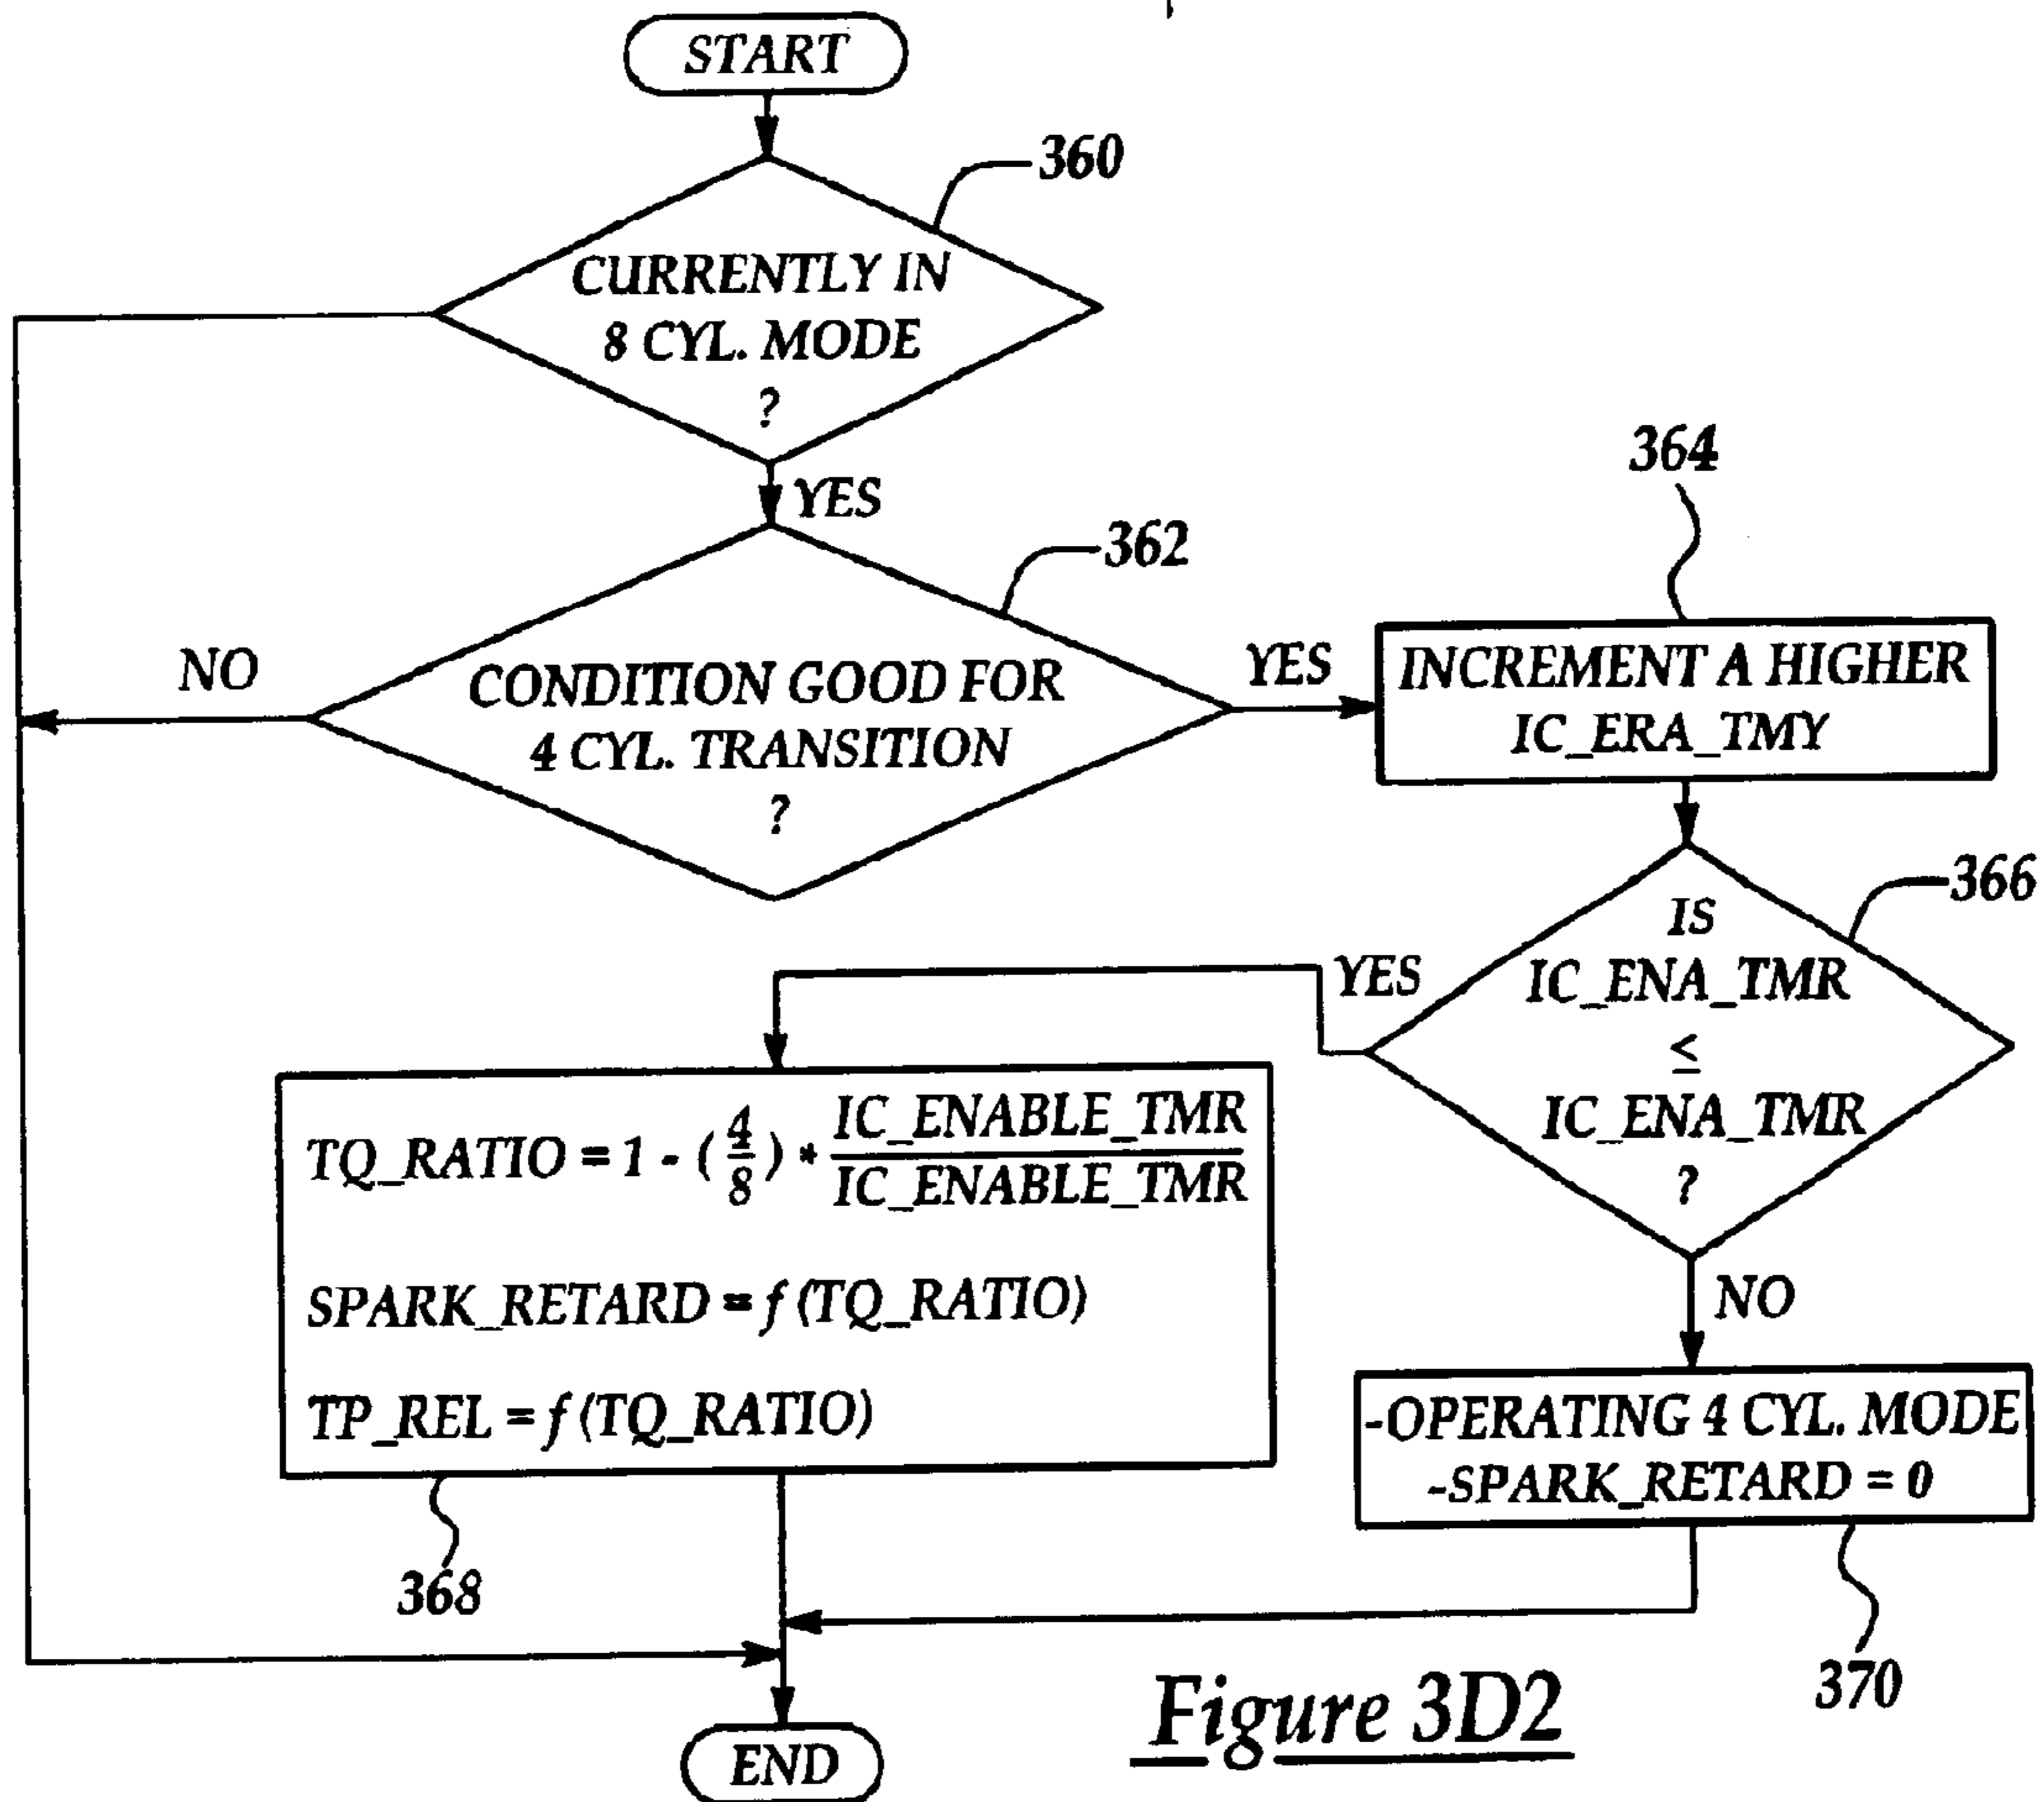 START
360
CURRENTLY IN
8 CYL. MODE
?
YES
362
CONDITION GOOD FOR
4 CYL. TRANSITION
?
NO
YES
364
INCREMENT A HIGHER
IC_ERA_TMY
366
IS
IC_ENA_TMR
≤
IC_ENA_TMR
?
YES
NO
TQ_RATIO = 1 - (4/8) * IC_ENABLE_TMR / IC_ENABLE_TMR
SPARK_RETARD = f (TQ_RATIO)
TP_REL = f (TQ_RATIO)
368
-OPERATING 4 CYL. MODE
-SPARK_RETARD = 0
370
END
Figure 3D2